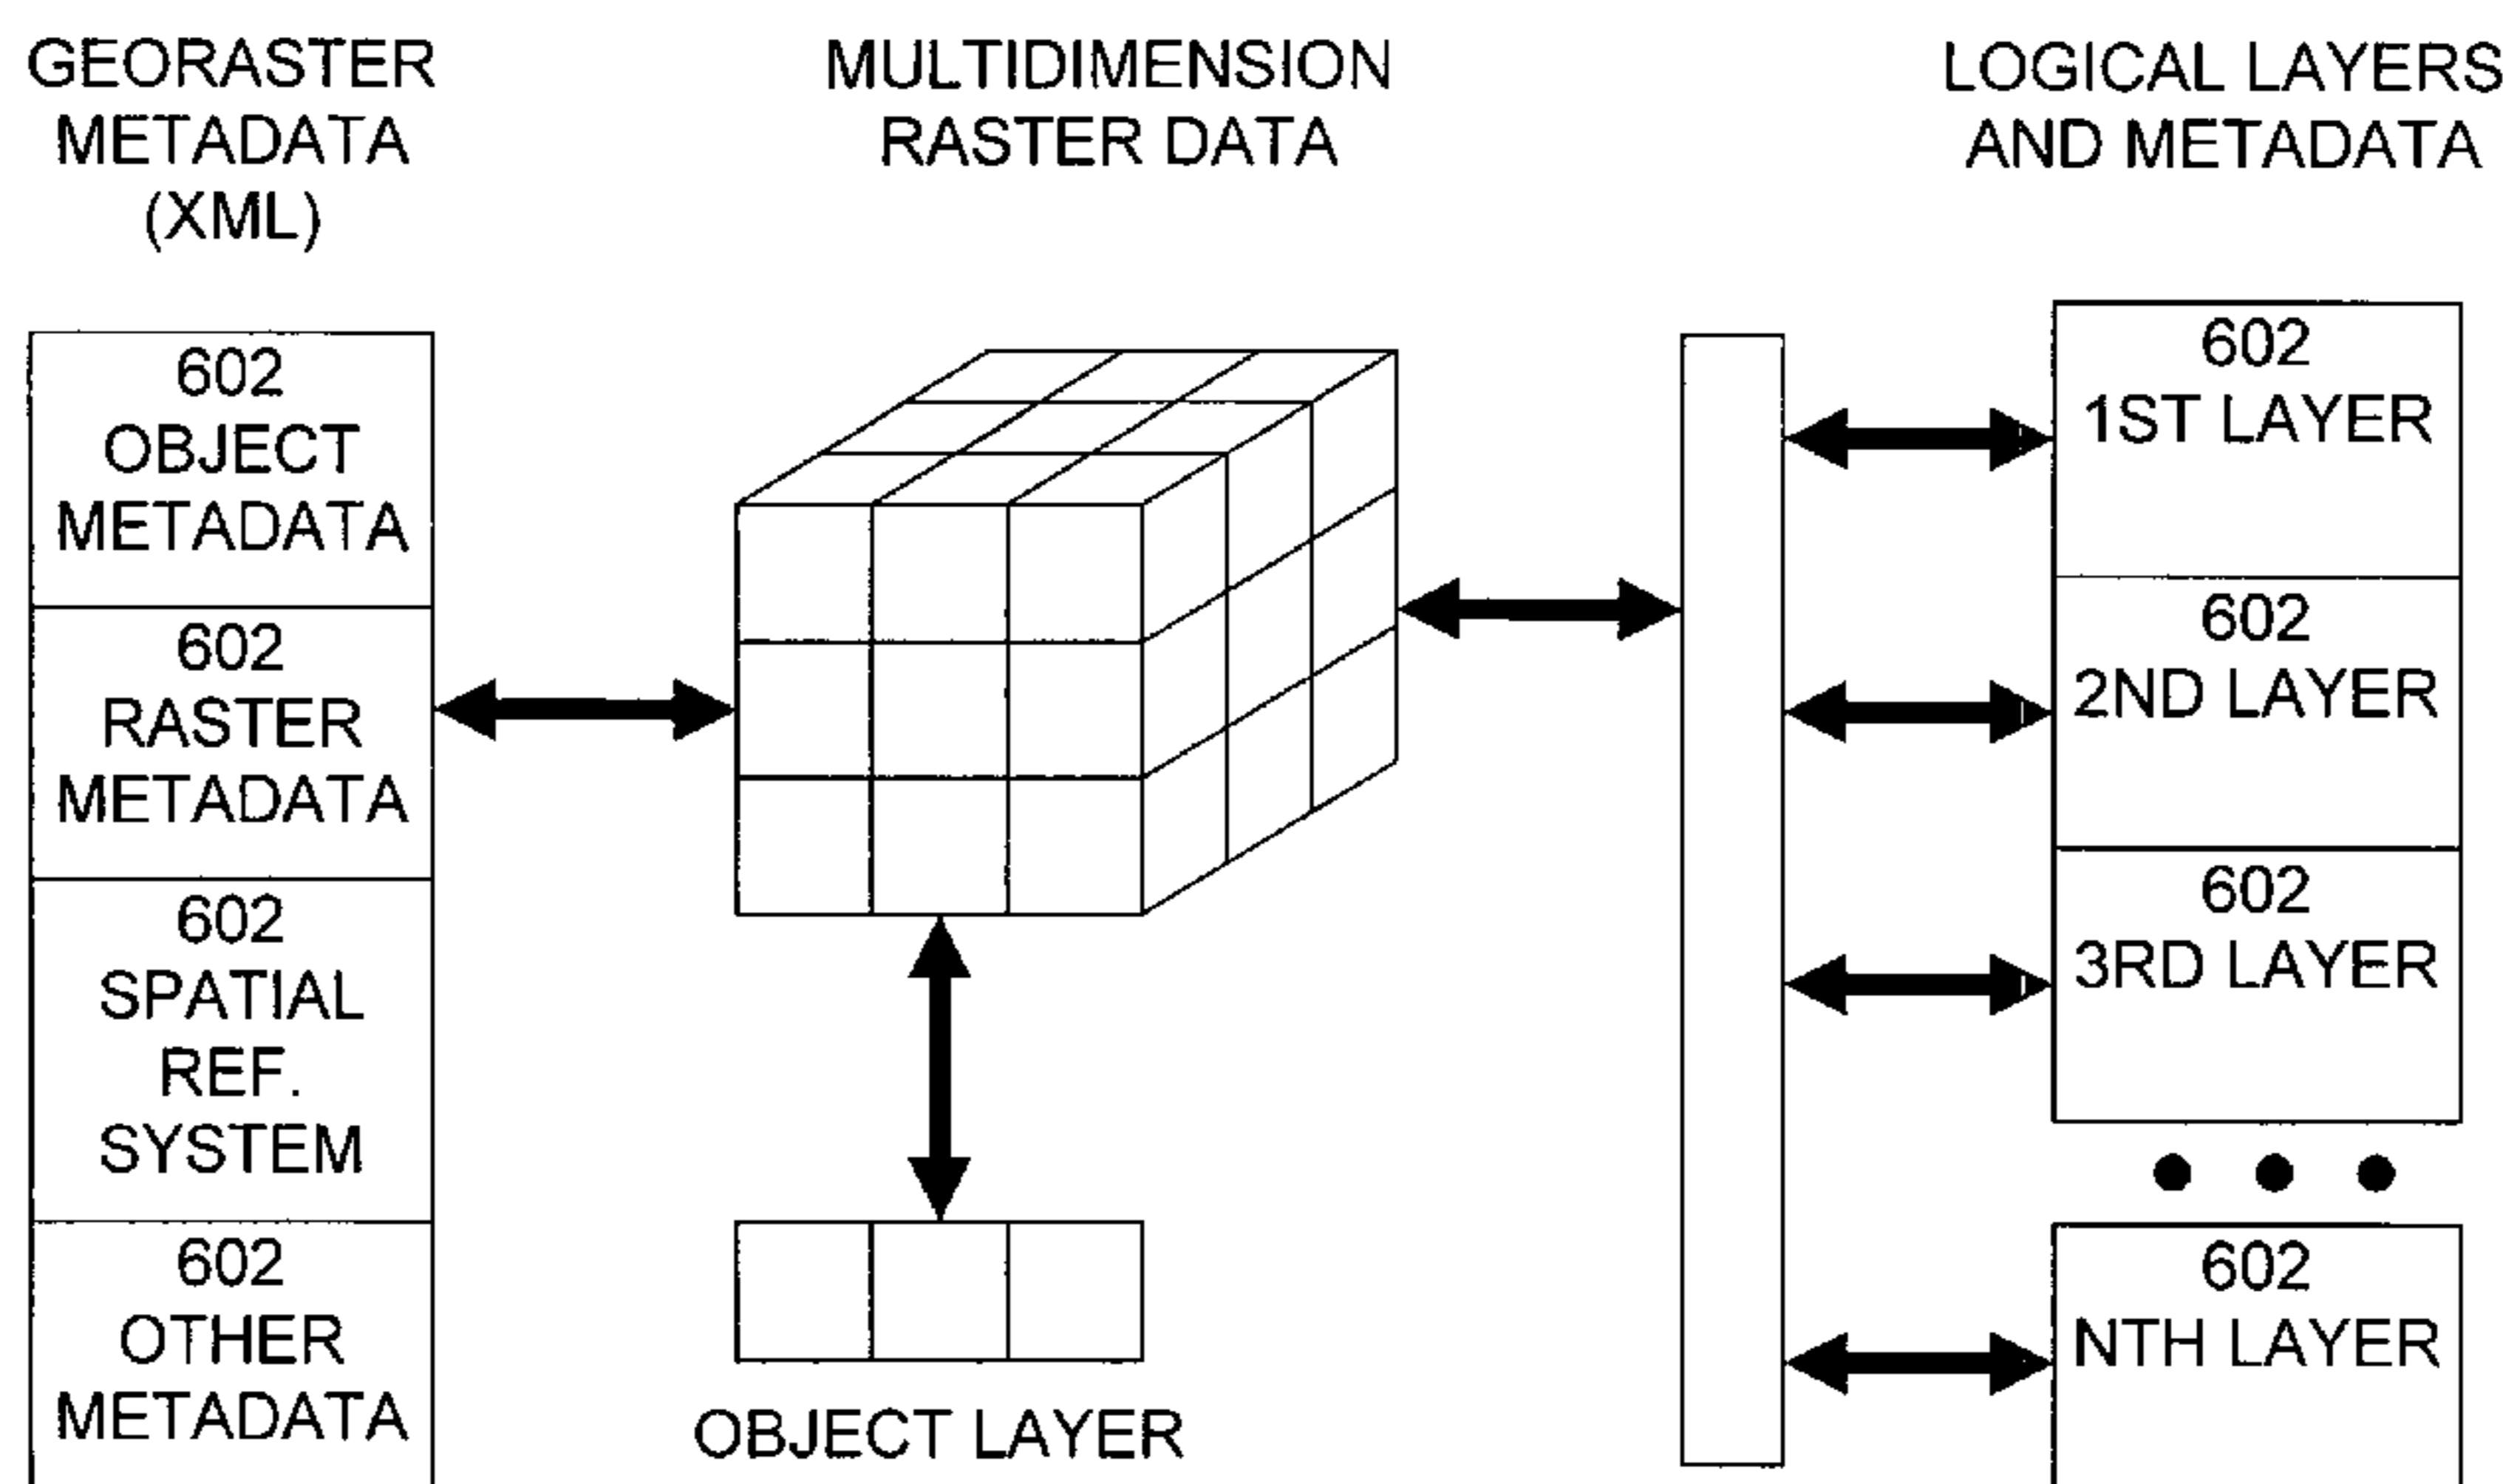 GEORASTER
METADATA
(XML)
MULTIDIMENSION
RASTER DATA
LOGICAL LAYERS
AND METADATA
602
OBJECT
METADATA
602
RASTER
METADATA
602
SPATIAL
REF.
SYSTEM
602
OTHER
METADATA
OBJECT LAYER
602
1ST LAYER
602
2ND LAYER
602
3RD LAYER
602
NTH LAYER